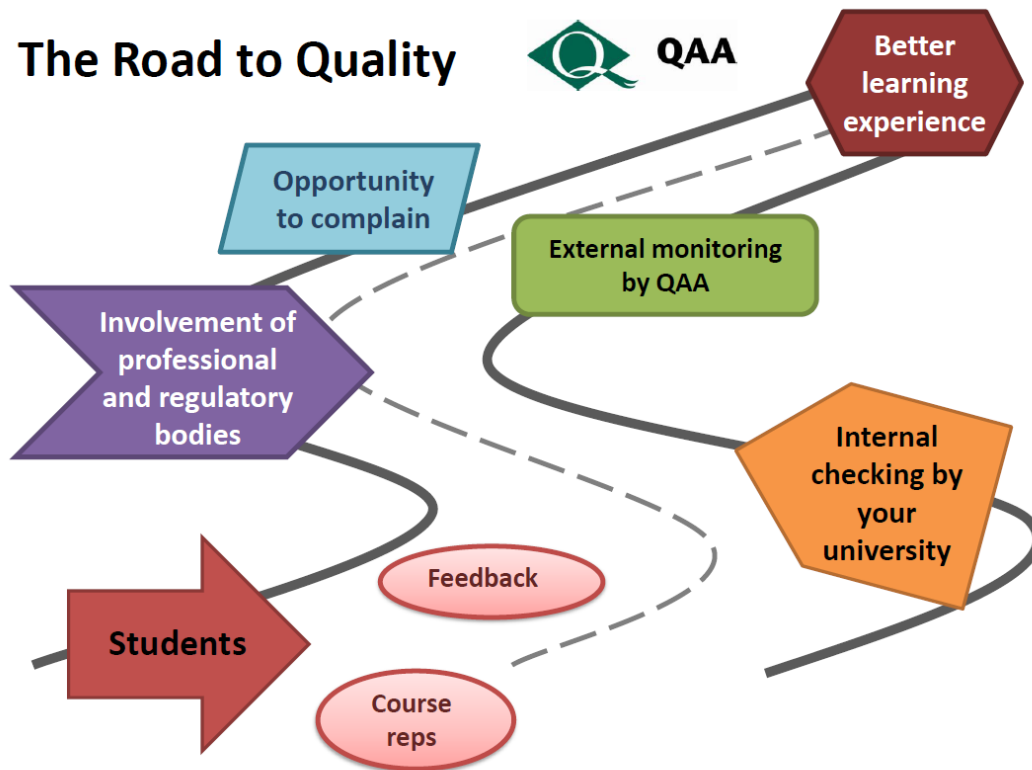 The Road to Quality
QAA
Better
learning
experience
Opportunity
to complain
External monitoring
by QAA
Involvement of
professional
and regulatory
bodies
Internal
checking by
your
university
Feedback
Students
Course
reps